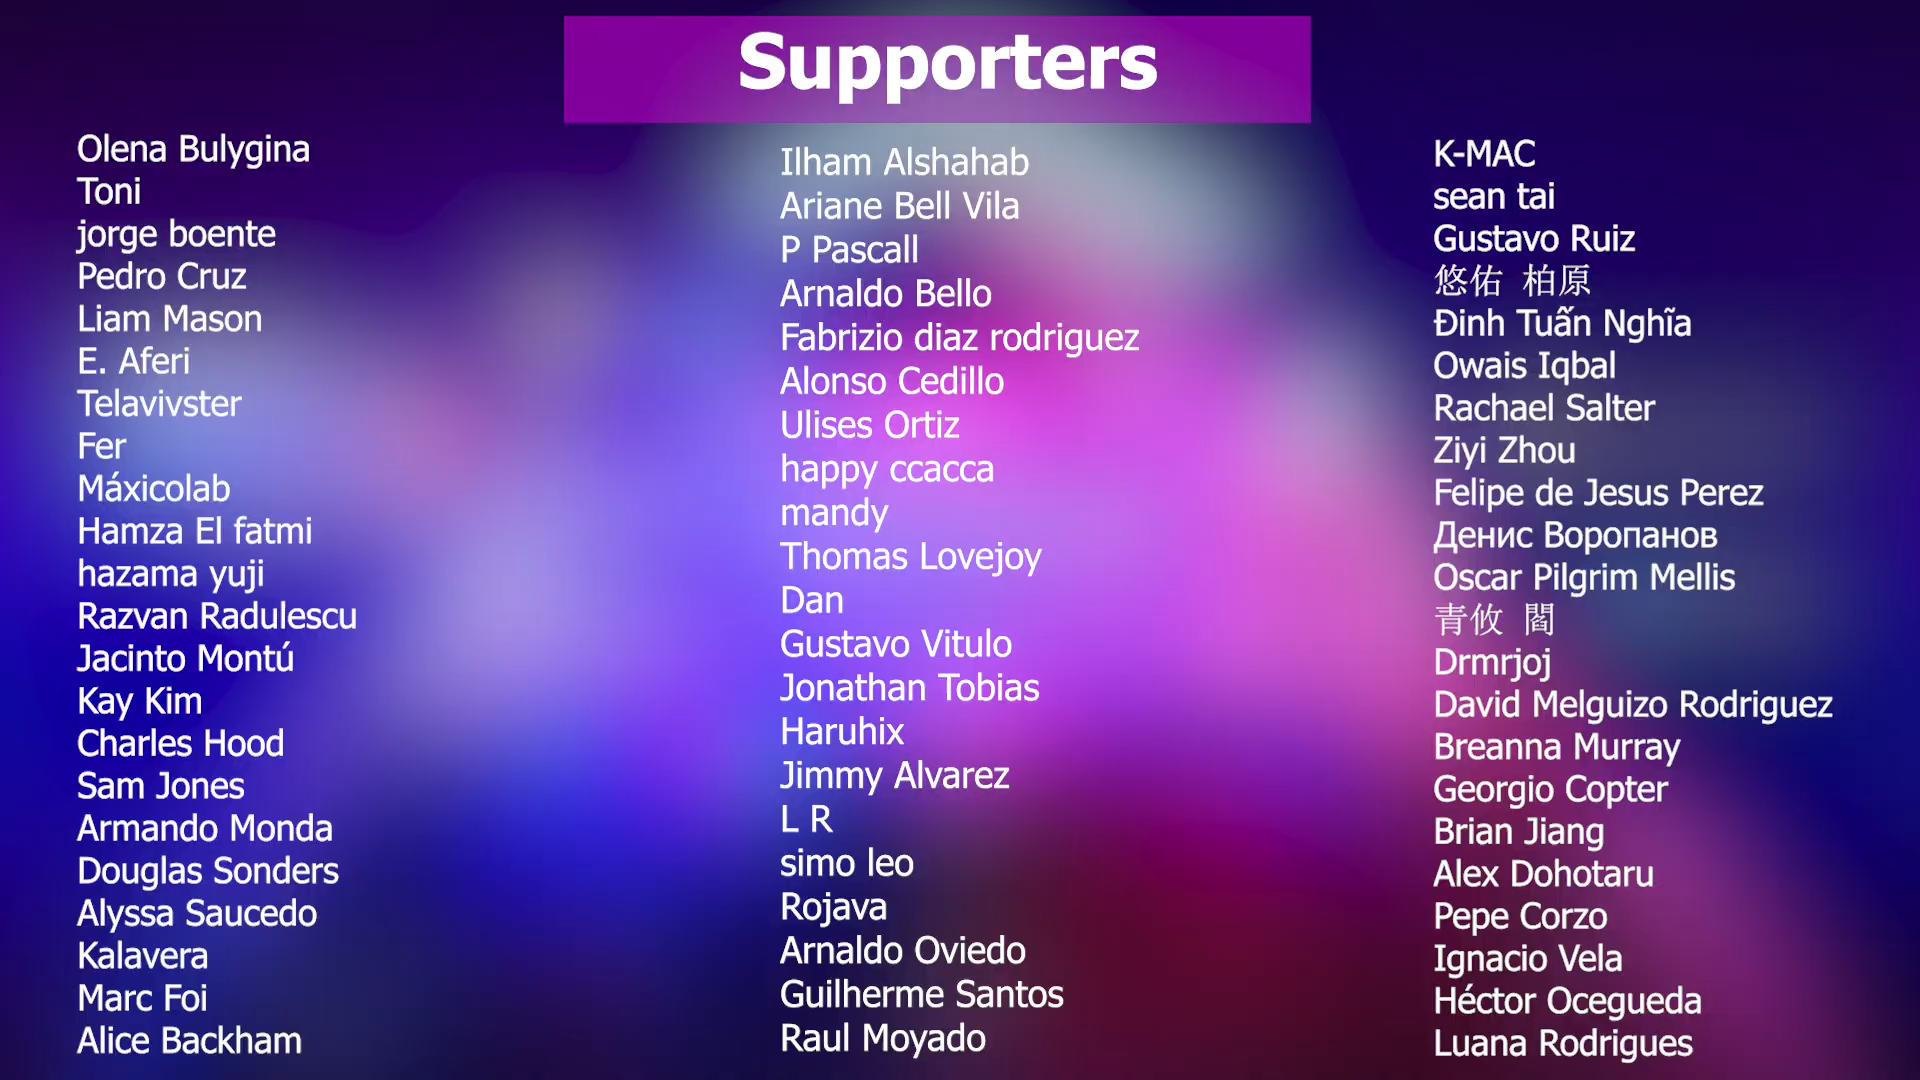 Supporters
Olena Bulygina
Toni
jorge boente
Pedro Cruz
Liam Mason
E. Aferi
Telavivster
Fer
Máxicolab
Hamza El fatmi
hazama yuji
Razvan Radulescu
Jacinto Montú
Kay Kim
Charles Hood
Sam Jones
Armando Monda
Douglas Sonders
Alyssa Saucedo
Kalavera
Marc Foi
Alice Backham
Ilham Alshahab
Ariane Bell Vila
P Pascall
Arnaldo Bello
Fabrizio diaz rodriguez
Alonso Cedillo
Ulises Ortiz
happy ccacca
mandy
Thomas Lovejoy
Dan
Gustavo Vitulo
Jonathan Tobias
Haruhix
Jimmy Alvarez
L R
simo leo
Rojava
Arnaldo Oviedo
Guilherme Santos
Raul Moyado
K-MAC
sean tai
Gustavo Ruiz
悠佑 柏原
Đinh Tuấn Nghĩa
Owais Iqbal
Rachael Salter
Ziyi Zhou
Felipe de Jesus Perez
Денис Воропанов
Oscar Pilgrim Mellis
青攸 閻
Drmrjoj
David Melguizo Rodriguez
Breanna Murray
Georgio Copter
Brian Jiang
Alex Dohotaru
Pepe Corzo
Ignacio Vela
Héctor Ocegueda
Luana Rodrigues